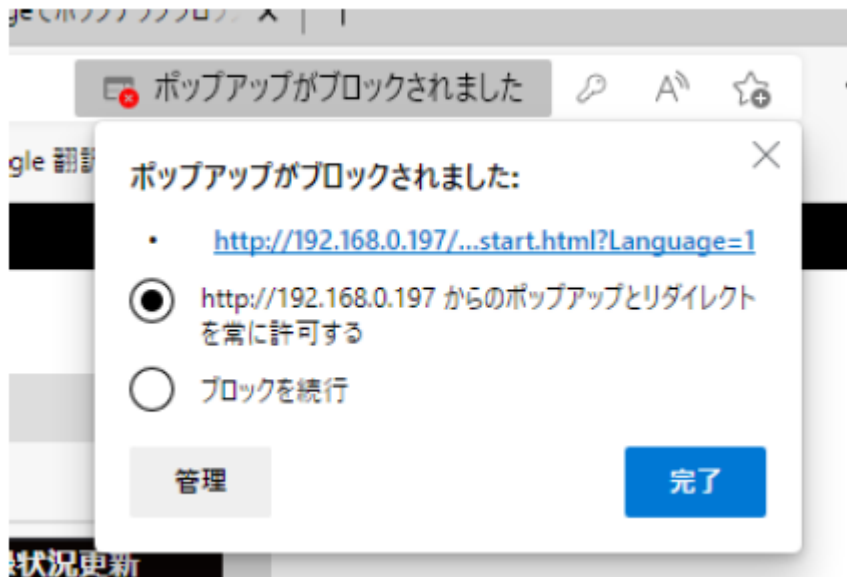 ポップアップがブロックされました
A
gle 翻訳
ポップアップがブロックされました:
• http://192.168.0.197/...start.html?Language=1
http://192.168.0.197 からのポップアップとリダイレクト
を常に許可する
ブロックを続行
管理
完了
状況更新